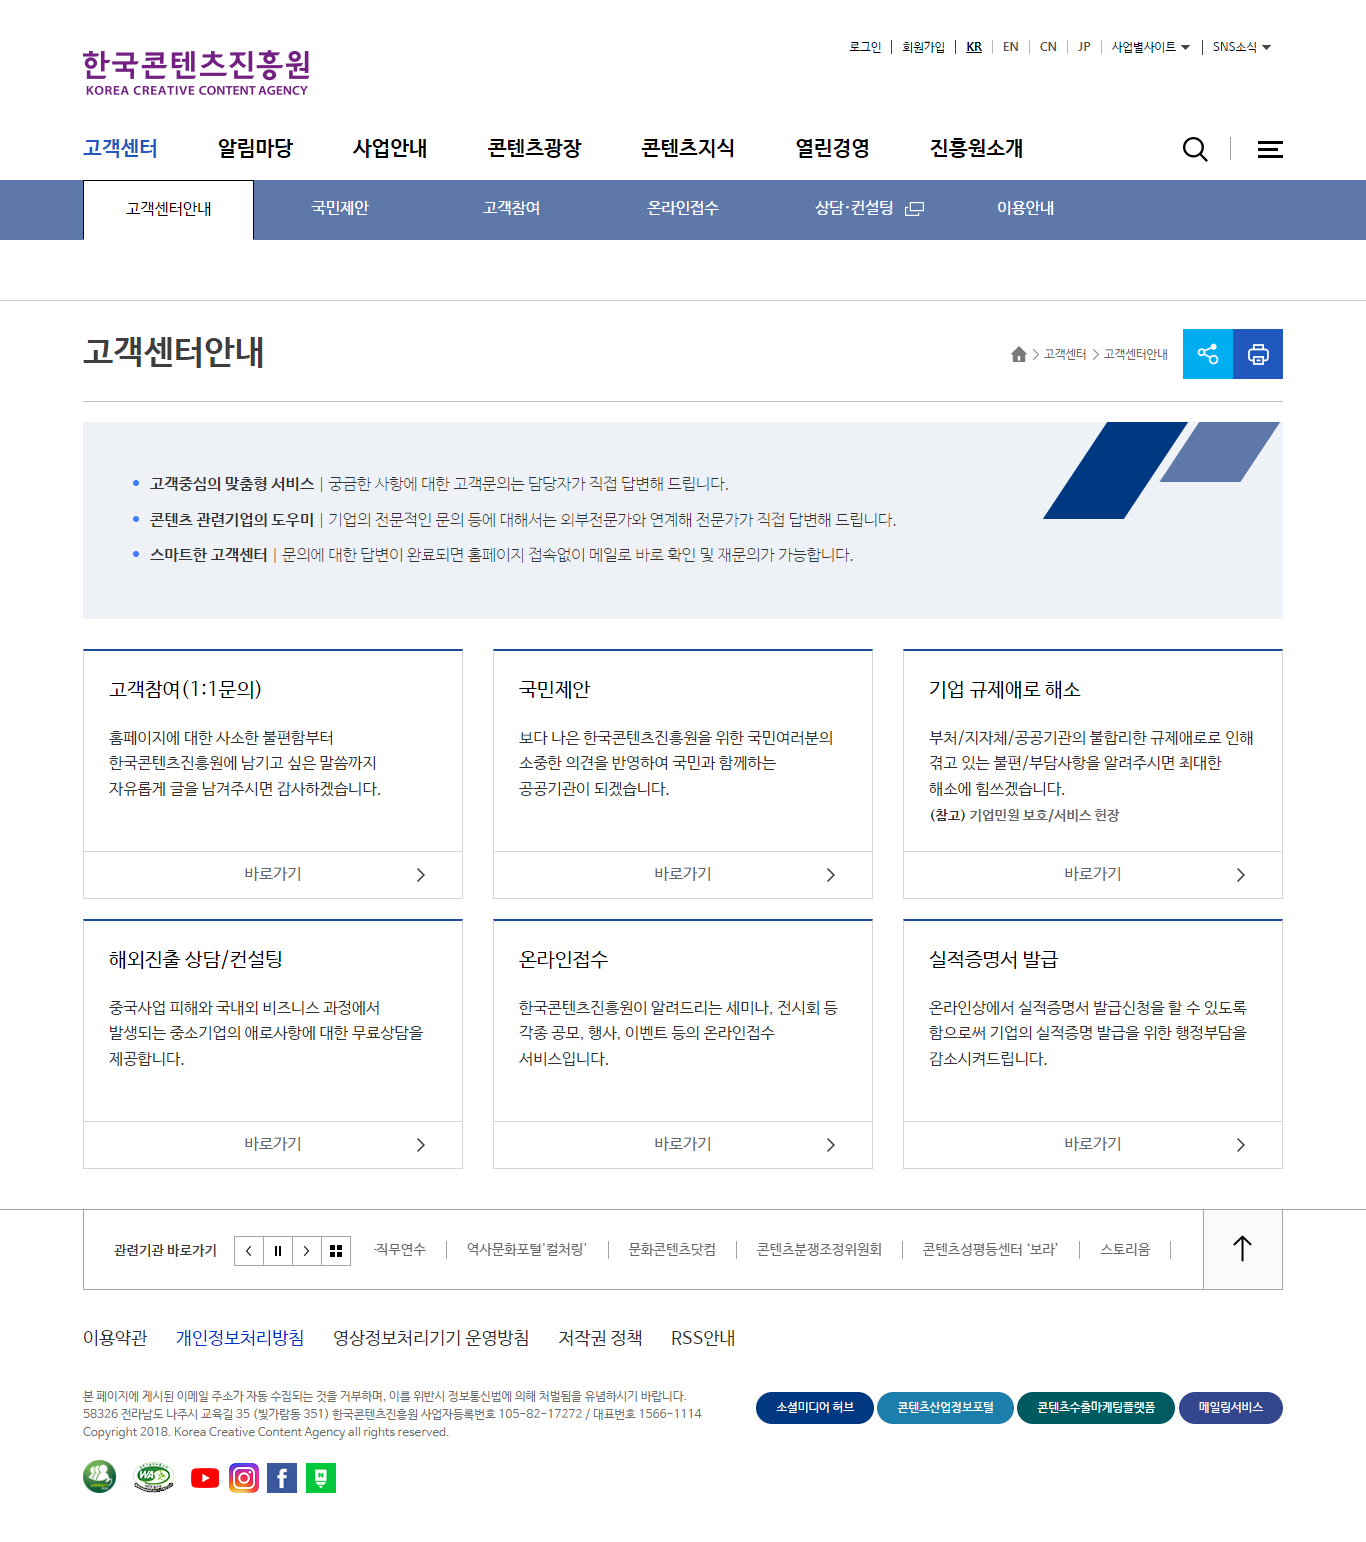 로그인 회원가입 KR EN CN JP 사업별사이트 SNS소식
한국콘텐츠진흥원
KOREA CREATIVE CONTENT AGENCY
고객센터 알림마당 사업안내 콘텐츠광장 콘텐츠지식 열린경영 진흥원소개
고객센터안내 국민제안 고객참여 온라인접수 상담·컨설팅 이용안내
고객센터안내
고객센터 고객센터안내
고객중심의 맞춤형 서비스 | 궁금한 사항에 대한 고객문의는 담당자가 직접 답변해 드립니다.
콘텐츠 관련기업의 도우미 | 기업의 전문적인 문의 등에 대해서는 외부전문가와 연계해 전문가가 직접 답변해 드립니다.
스마트한 고객센터 | 문의에 대한 답변이 완료되면 홈페이지 접속없이 메일로 바로 확인 및 재문의가 가능합니다.
고객참여(1:1문의)
홈페이지에 대한 사소한 불편함부터
한국콘텐츠진흥원에 남기고 싶은 말씀까지
자유롭게 글을 남겨주시면 감사하겠습니다.
바로가기
국민제안
보다 나은 한국콘텐츠진흥원을 위한 국민여러분의
소중한 의견을 반영하여 국민과 함께하는
공공기관이 되겠습니다.
바로가기
기업 규제애로 해소
부처/지자체/공공기관의 불합리한 규제애로로 인해
겪고 있는 불편/부담사항을 알려주시면 최대한
해소에 힘쓰겠습니다.
(참고) 기업민원 보호/서비스 헌장
바로가기
해외진출 상담/컨설팅
중국사업 피해와 국내외 비즈니스 과정에서
발생되는 중소기업의 애로사항에 대한 무료상담을
제공합니다.
바로가기
온라인접수
한국콘텐츠진흥원이 알려드리는 세미나, 전시회 등
각종 공모, 행사, 이벤트 등의 온라인접수
서비스입니다.
바로가기
실적증명서 발급
온라인상에서 실적증명서 발급신청을 할 수 있도록
함으로써 기업의 실적증명 발급을 위한 행정부담을
감소시켜드립니다.
바로가기
관련기관 바로가기 ·직무연수 역사문화포털'컬처링' 문화콘텐츠닷컴 콘텐츠분쟁조정위원회 콘텐츠성평등센터 ‘보라’ 스토리움
이용약관 개인정보처리방침 영상정보처리기기 운영방침 저작권 정책 RSS안내
본 페이지에 게시된 이메일 주소가 자동 수집되는 것을 거부하며, 이를 위반시 정보통신법에 의해 처벌됨을 유념하시기 바랍니다.
58326 전라남도 나주시 교육길 35 (빛가람동 351) 한국콘텐츠진흥원 사업자등록번호 105-82-17272 / 대표번호 1566-1114
Copyright 2018. Korea Creative Content Agency all rights reserved.
소셜미디어 허브 콘텐츠산업정보포털 콘텐츠수출마케팅플랫폼 메일링서비스
WA